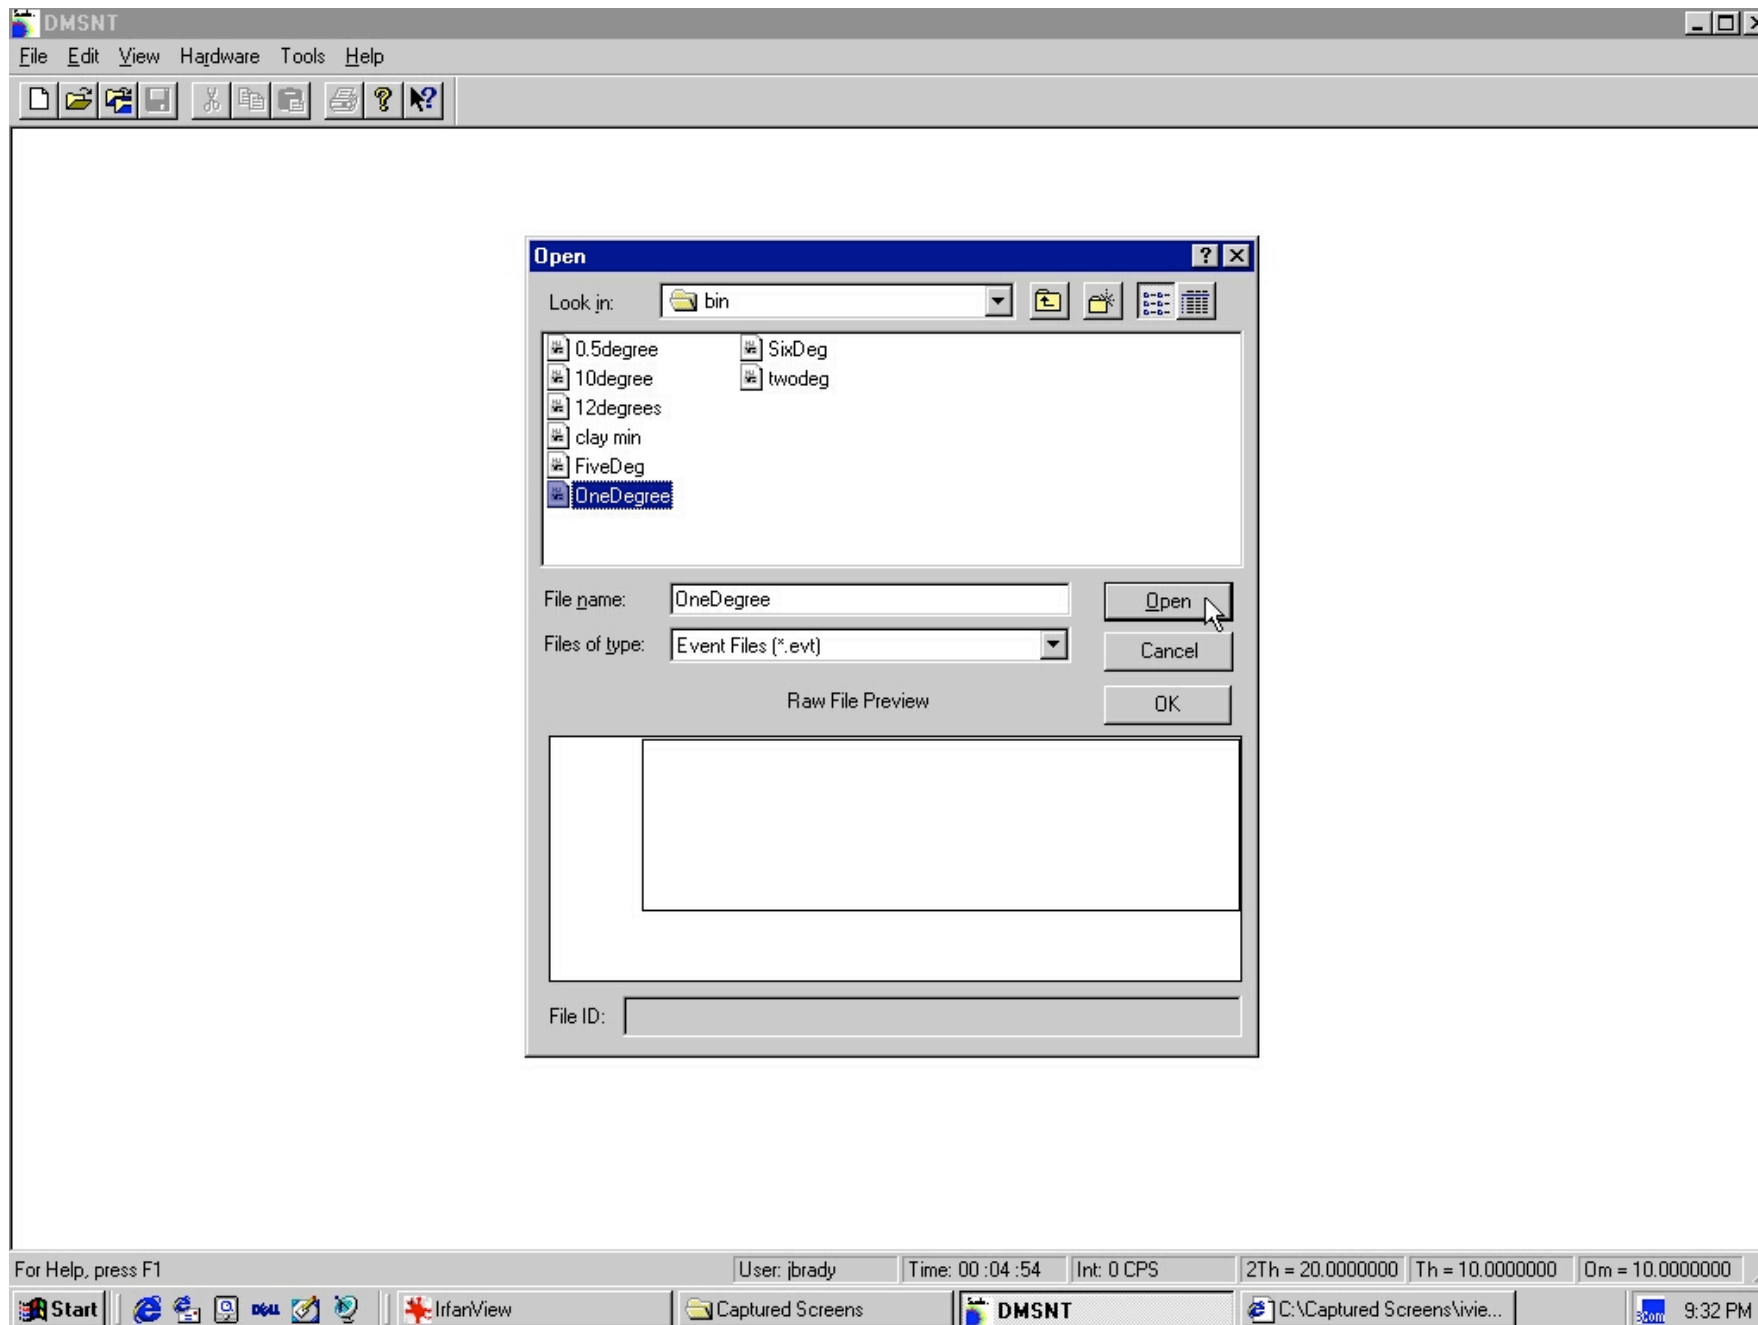 DMSNT
File Edit View Hardware Tools Help
Open
Look in: bin
0.5degree SixDeg
10degree twodeg
12degrees
clay min
FiveDeg
OneDegree
File name: OneDegree Open
Files of type: Event Files (*.evt) Cancel
Raw File Preview OK
File ID:
For Help, press F1 User: jbrady Time: 00 :04 :54 Int: 0 CPS 2Th = 20.0000000 Th = 10.0000000 Om = 10.0000000
Start DELL IrfanView Captured Screens DMSNT C:\Captured Screens\ivie... 3Com 9:32 PM